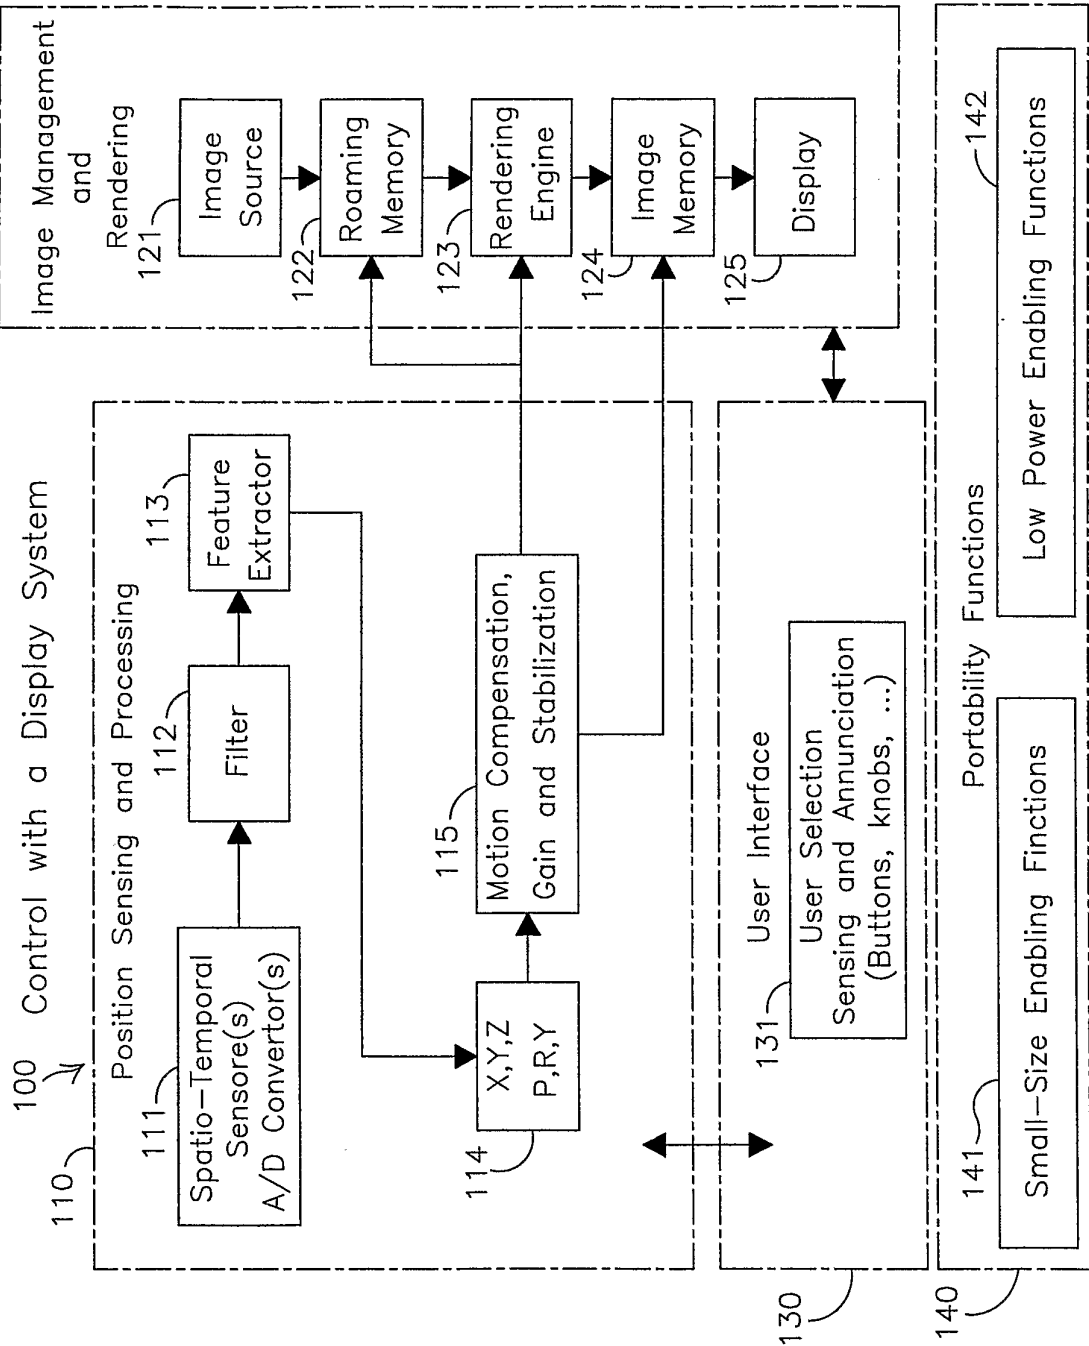 100
Control with a Display System
110
Position Sensing and Processing
111
Spatio-Temporal
Sensore(s)
A/D Convertor(s)
112
Filter
113
Feature
Extractor
114
X,Y,Z
P,R,Y
115
Motion Compensation,
Gain and Stabilization
Image Management
and
Rendering
121
Image
Source
122
Roaming
Memory
123
Rendering
Engine
124
Image
Memory
125
Display
130
User Interface
131
User Selection
Sensing and Annunciation
(Buttons, knobs, ...)
140
Portability Functions
141
Small-Size Enabling Finctions
142
Low Power Enabling Functions